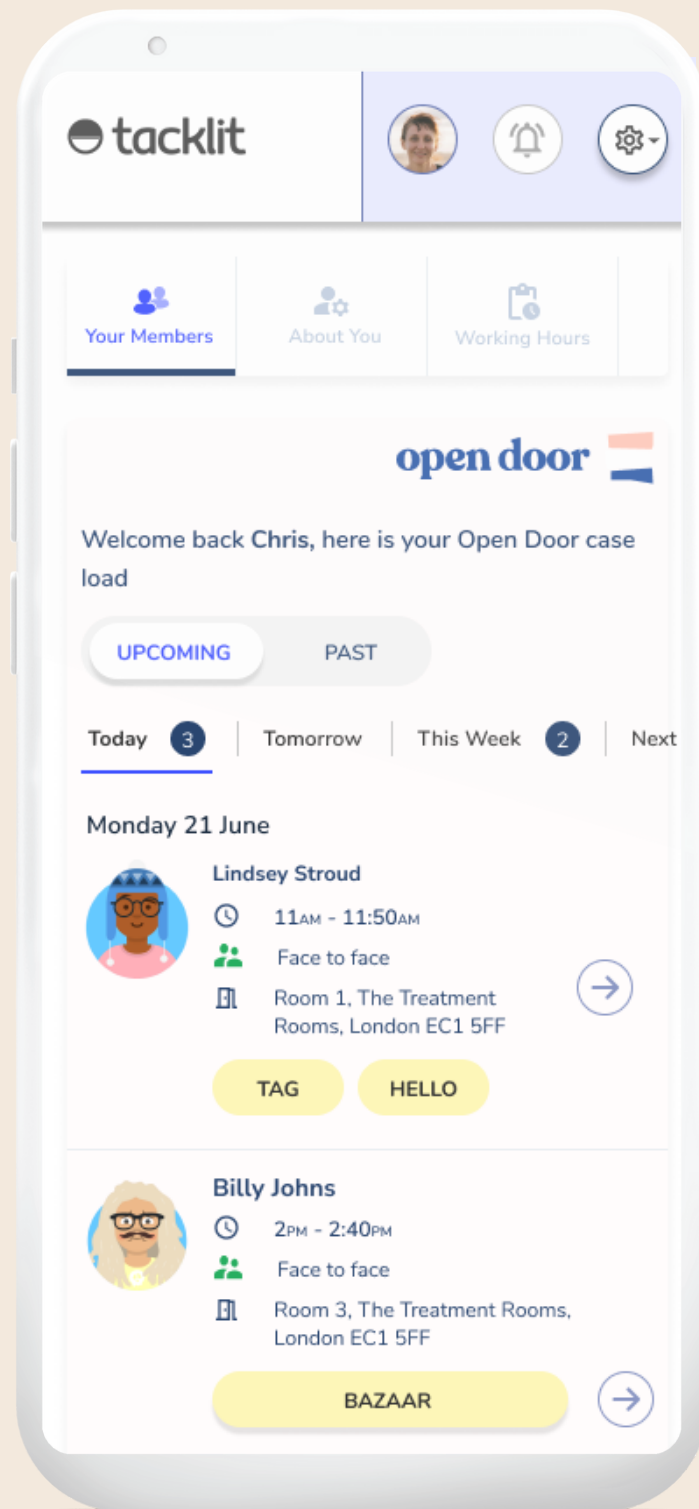 tacklit
Your Members
About You
Working Hours
open door
Welcome back Chris, here is your Open Door case
load
UPCOMING
PAST
Today 3
Tomorrow
This Week 2
Next
Monday 21 June
Lindsey Stroud
11AM - 11:50AM
Face to face
Room 1, The Treatment
Rooms, London EC1 5FF
TAG
HELLO
Billy Johns
2PM - 2:40PM
Face to face
Room 3, The Treatment Rooms,
London EC1 5FF
BAZAAR